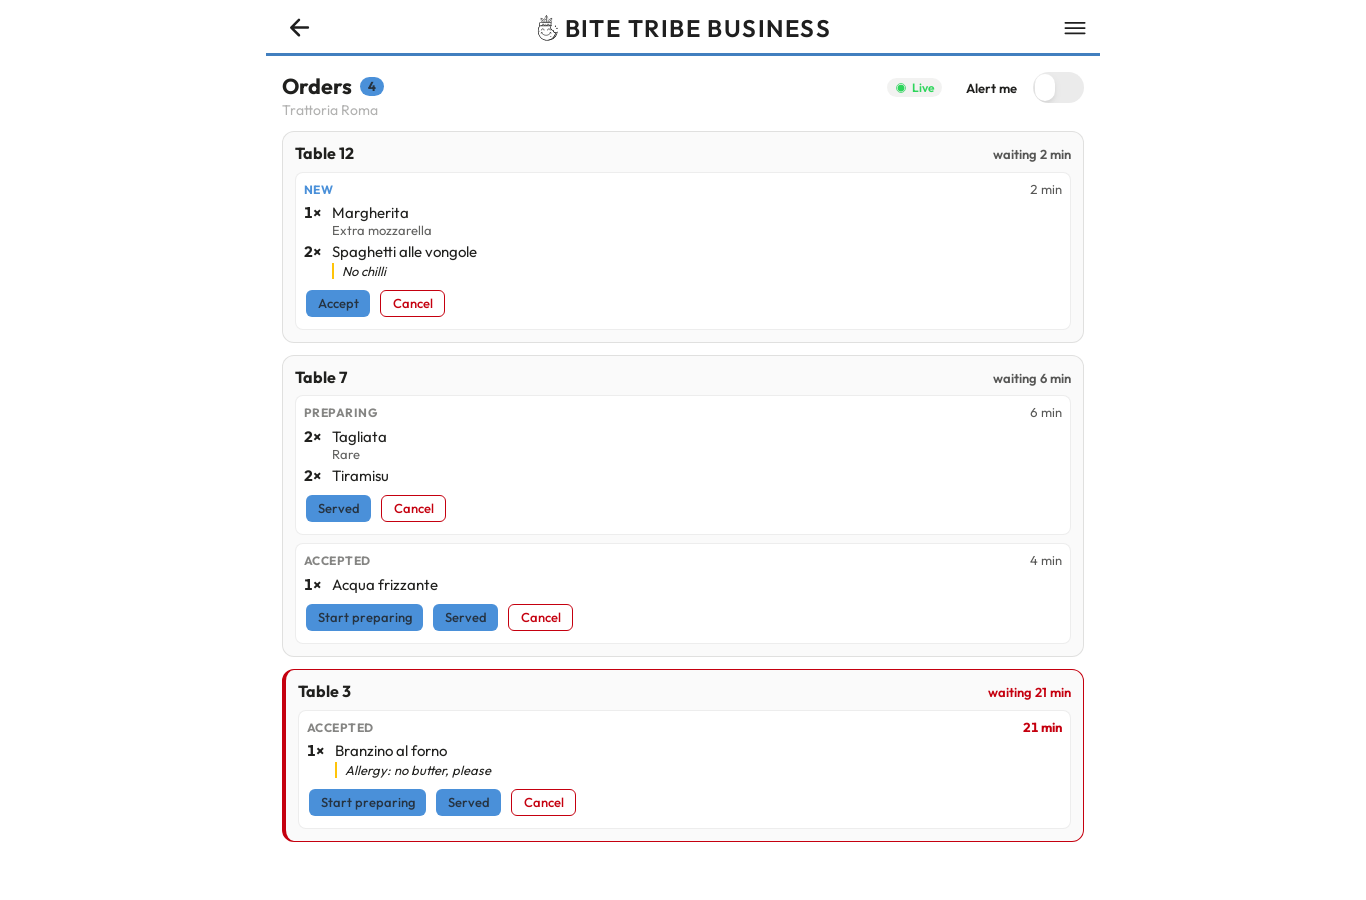 BITE TRIBE BUSINESS
Orders 4
Live Alert me
Trattoria Roma
Table 12 waiting 2 min
NEW 2 min
1× Margherita
Extra mozzarella
2× Spaghetti alle vongole
No chilli
Accept Cancel
Table 7 waiting 6 min
PREPARING 6 min
2× Tagliata
Rare
2× Tiramisu
Served Cancel
ACCEPTED 4 min
1× Acqua frizzante
Start preparing Served Cancel
Table 3 waiting 21 min
ACCEPTED 21 min
1× Branzino al forno
Allergy: no butter, please
Start preparing Served Cancel